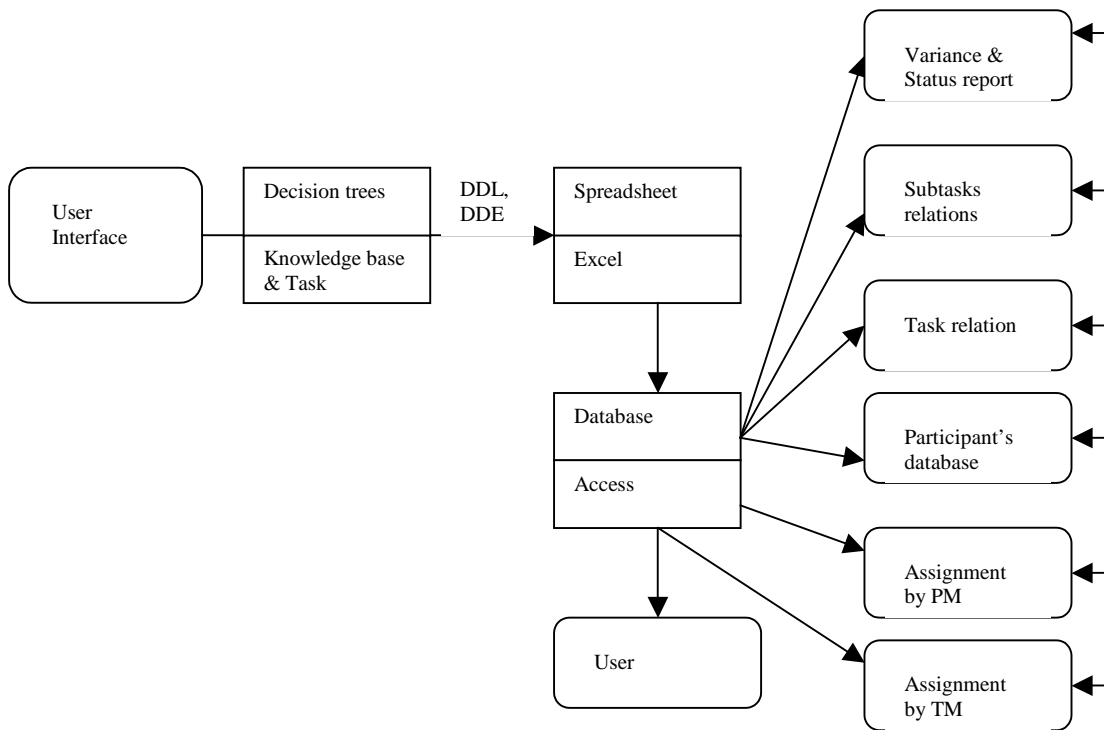 User
Interface
Decision trees
Knowledge base
& Task
DDL,
DDE
Spreadsheet
Excel
Database
Access
User
Variance &
Status report
Subtasks
relations
Task relation
Participant’s
database
Assignment
by PM
Assignment
by TM